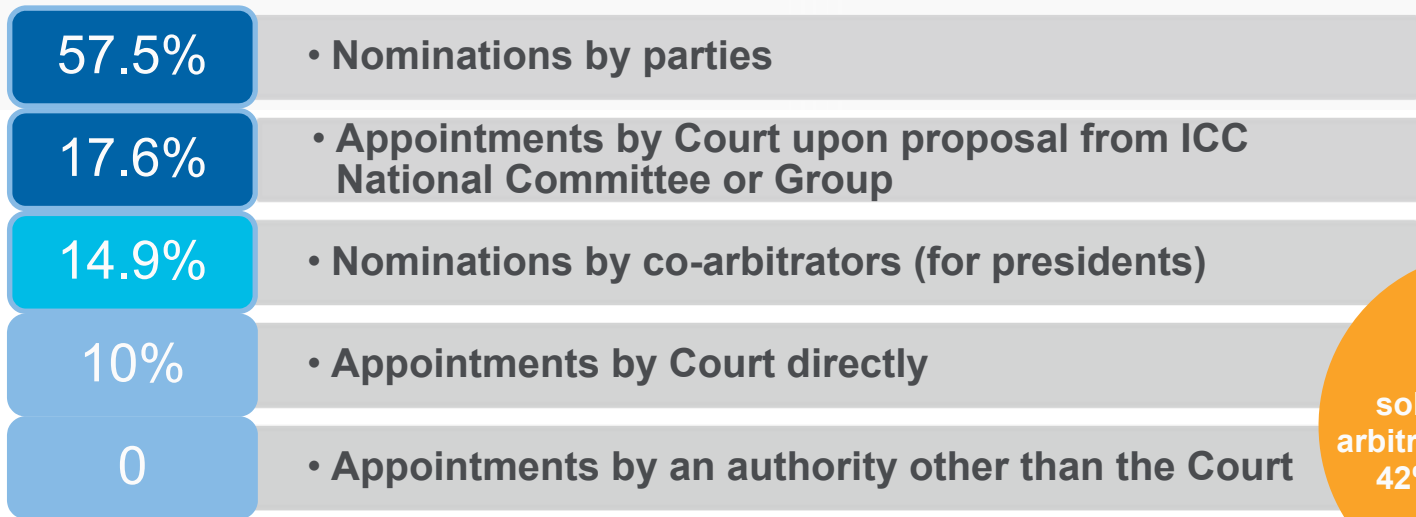 57.5%
• Nominations by parties
17.6%
• Appointments by Court upon proposal from ICC
National Committee or Group
14.9%
• Nominations by co-arbitrators (for presidents)
10%
• Appointments by Court directly
0
• Appointments by an authority other than the Court